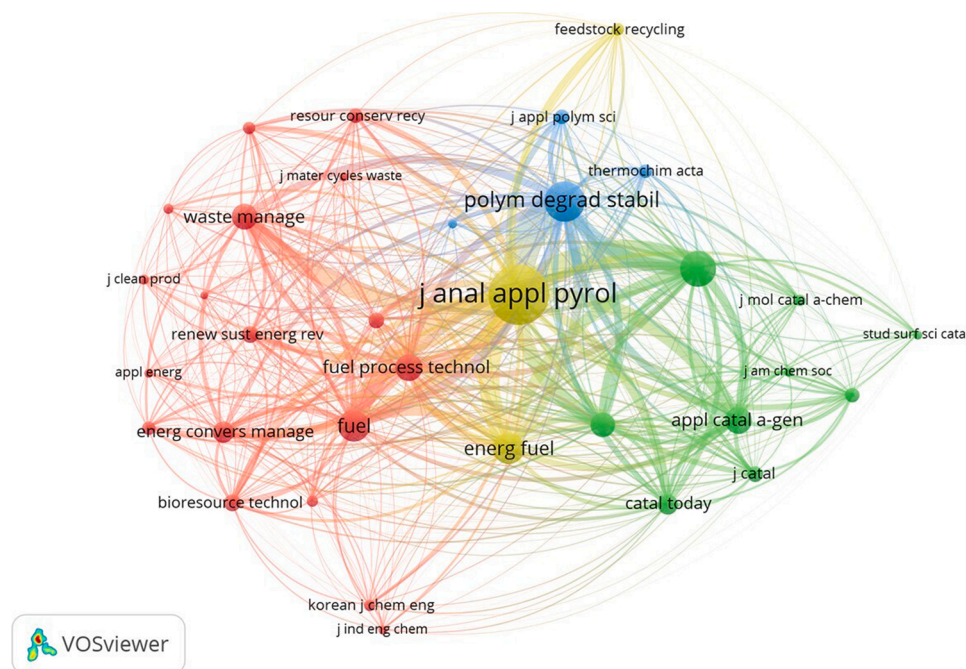 feedstock recycling
resour conserv recy
j appl polym sci
j mater cycles waste
thermochim acta
polym degrad stabil
waste manage
j clean prod
j anal appl pyrol
j mol catal a-chem
renew sust energ rev
stud surf sci cata
appl energ
fuel process technol
j am chem soc
energ convers manage
fuel
appl catal a-gen
energ fuel
j catal
bioresource technol
catal today
korean j chem eng
j ind eng chem
VOSviewer